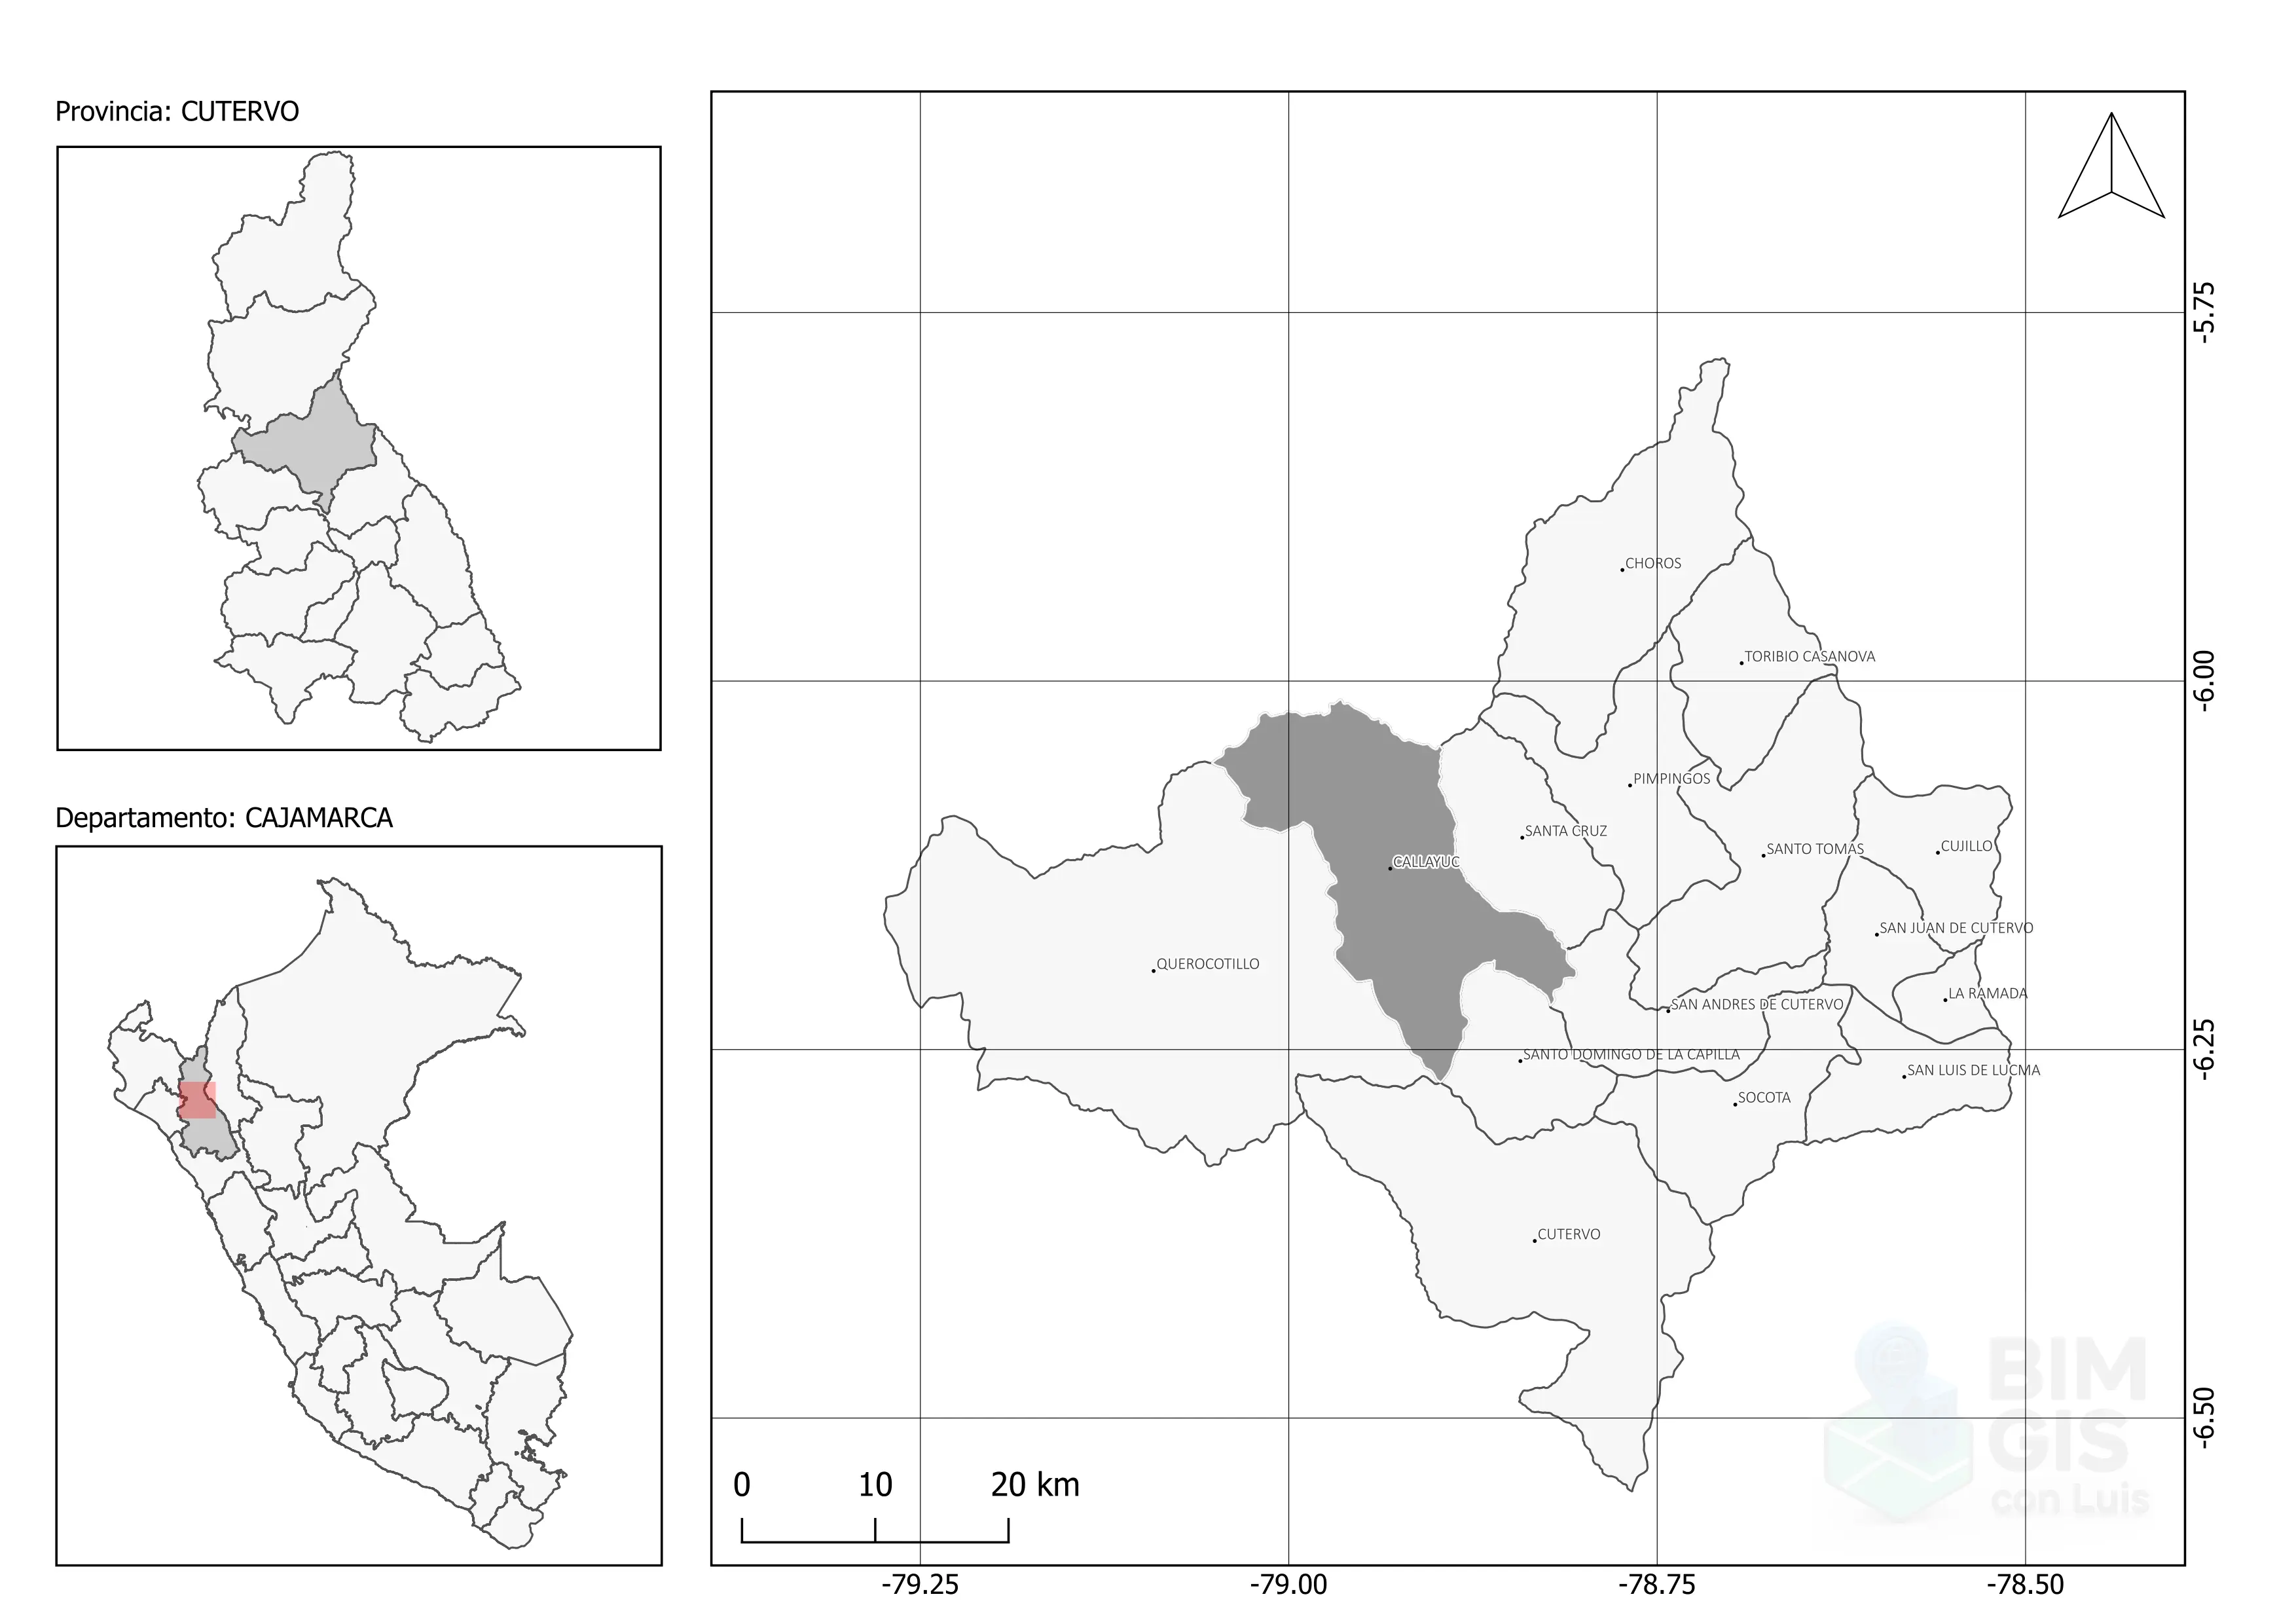 Provincia: CUTERVO
Departamento: CAJAMARCA
CHOROS
TORIBIO CASANOVA
PIMPINGOS
SANTA CRUZ
SANTO TOMAS
CUJILLO
CALLAYUC
SAN JUAN DE CUTERVO
QUEROCOTILLO
LA RAMADA
SAN ANDRES DE CUTERVO
SANTO DOMINGO DE LA CAPILLA
SAN LUIS DE LUCMA
SOCOTA
CUTERVO
-5.75
-6.00
-6.25
-6.50
BIM
GIS
con Luis
0 10 20 km
-79.25 -79.00 -78.75 -78.50